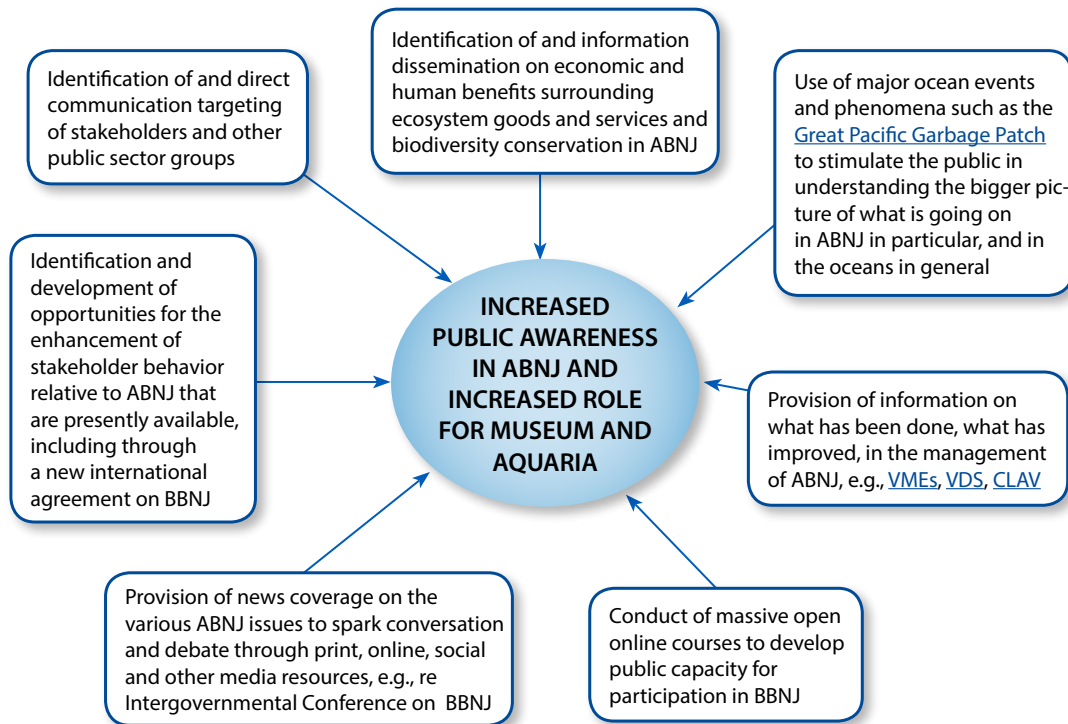 Identification of and direct
communication targeting
of stakeholders and other
public sector groups
Identification of and information
dissemination on economic and
human benefits surrounding
ecosystem goods and services and
biodiversity conservation in ABNJ
Use of major ocean events
and phenomena such as the
Great Pacific Garbage Patch
to stimulate the public in
understanding the bigger pic-
ture of what is going on
in ABNJ in particular, and in
the oceans in general
Identification and
development of
opportunities for the
enhancement of
stakeholder behavior
relative to ABNJ that
are presently available,
including through
a new international
agreement on BBNJ
INCREASED
PUBLIC AWARENESS
IN ABNJ AND
INCREASED ROLE
FOR MUSEUM AND
AQUARIA
Provision of information on
what has been done, what has
improved, in the management
of ABNJ, e.g., VMEs, VDS, CLAV
Provision of news coverage on the
various ABNJ issues to spark conversation
and debate through print, online, social
and other media resources, e.g., re
Intergovernmental Conference on BBNJ
Conduct of massive open
online courses to develop
public capacity for
participation in BBNJ